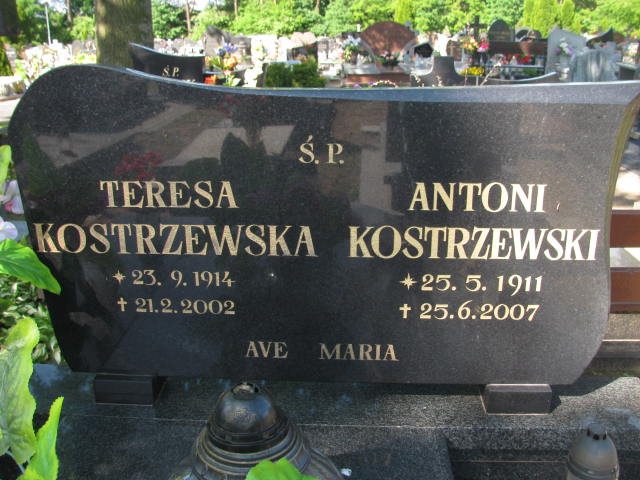 Ś.P.
Ś.P.
TERESA
KOSTRZEWSKA
* 23.9.1914
✝ 21.2.2002
ANTONI
KOSTRZEWSKI
* 25.5.1911
✝ 25.6.2007
AVE MARIA